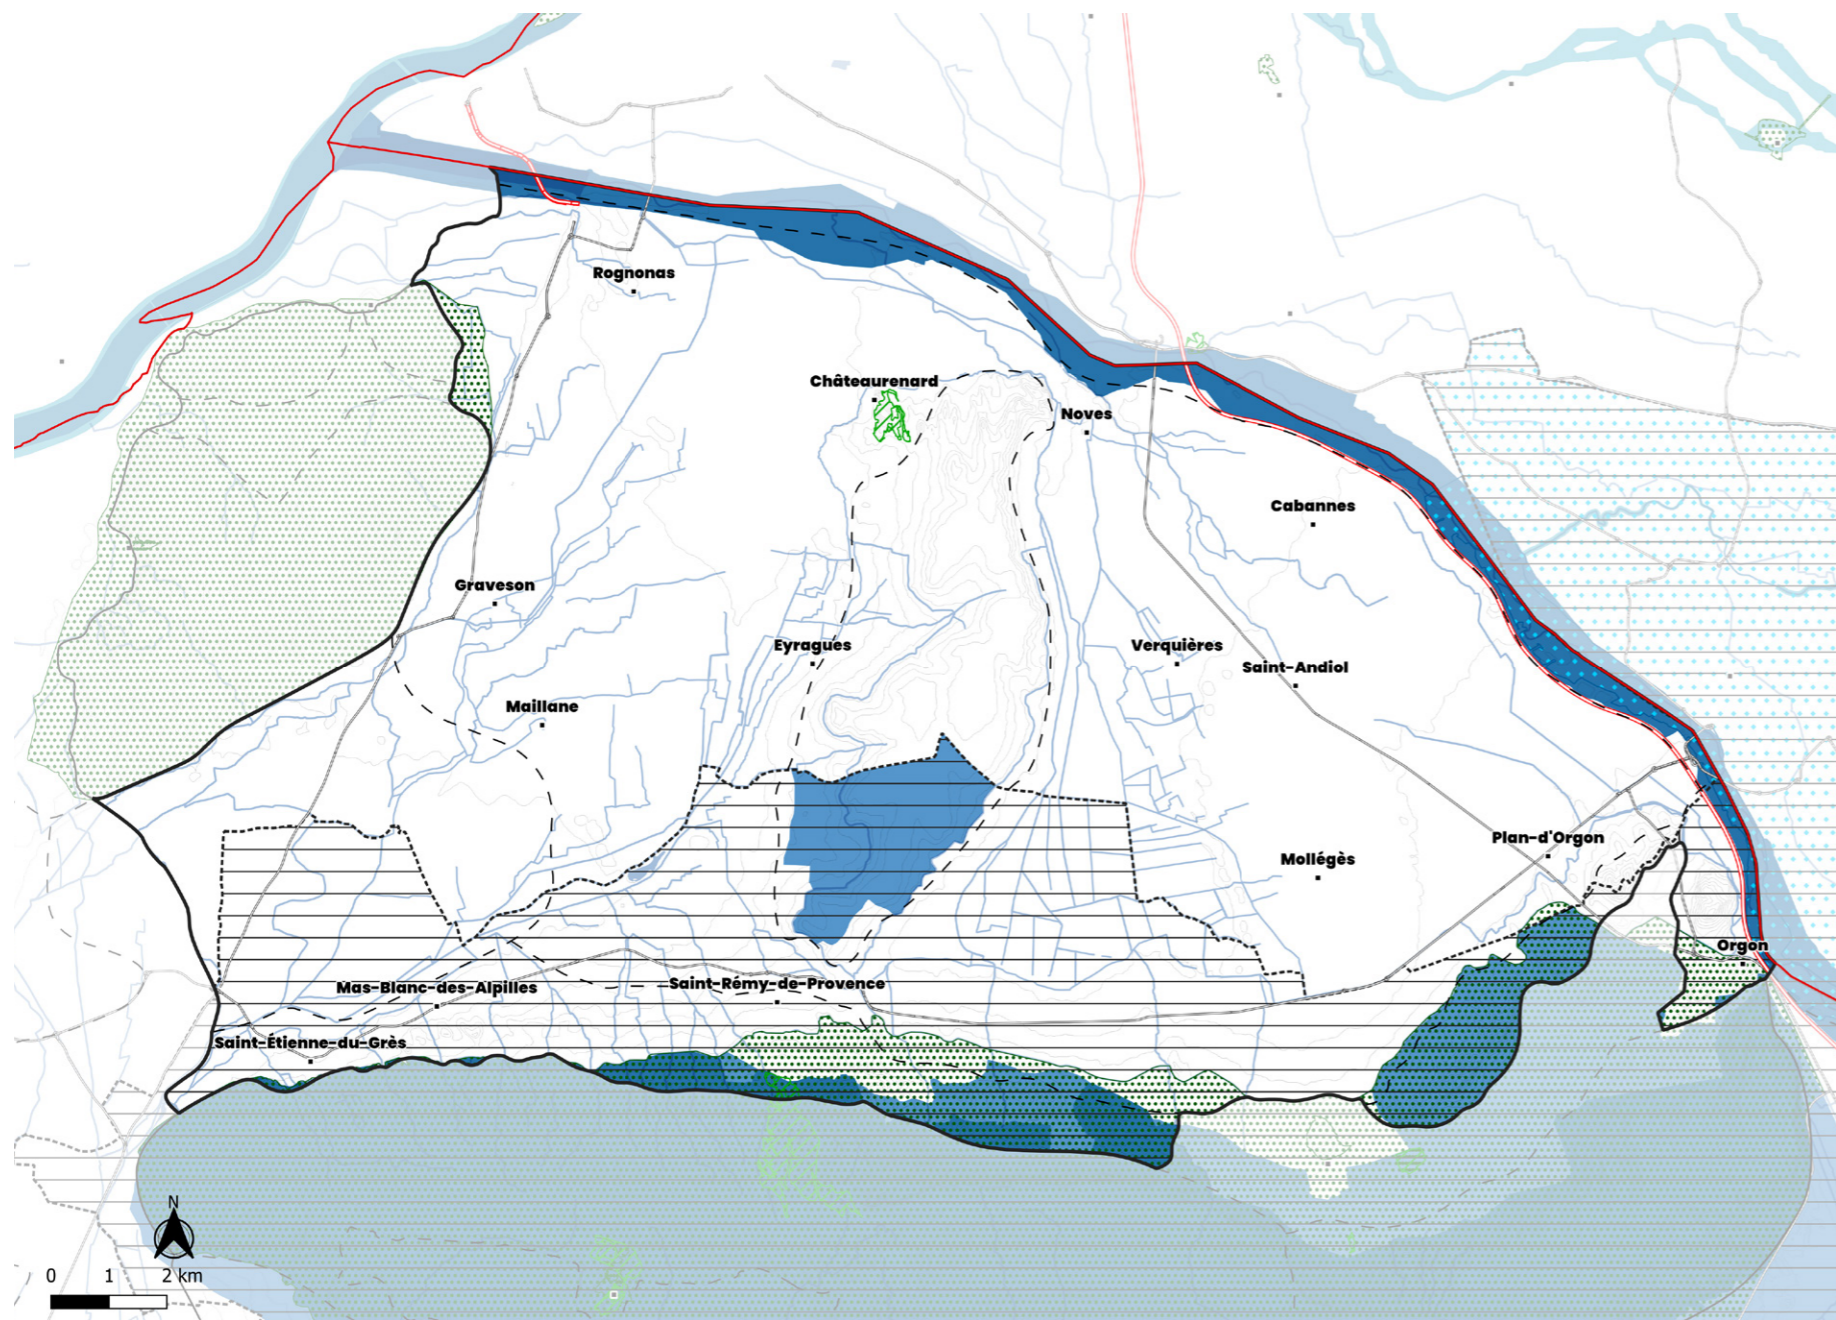 Rognonas
Châteaurenard
Noves
Cabannes
Graveson
Eyragues
Verquières
Saint-Andiol
Maillane
Plan-d'Orgon
Mollégès
Orgon
Mas-Blanc-des-Alpilles
Saint-Rémy-de-Provence
Saint-Étienne-du-Grès
N
0 1 2 km